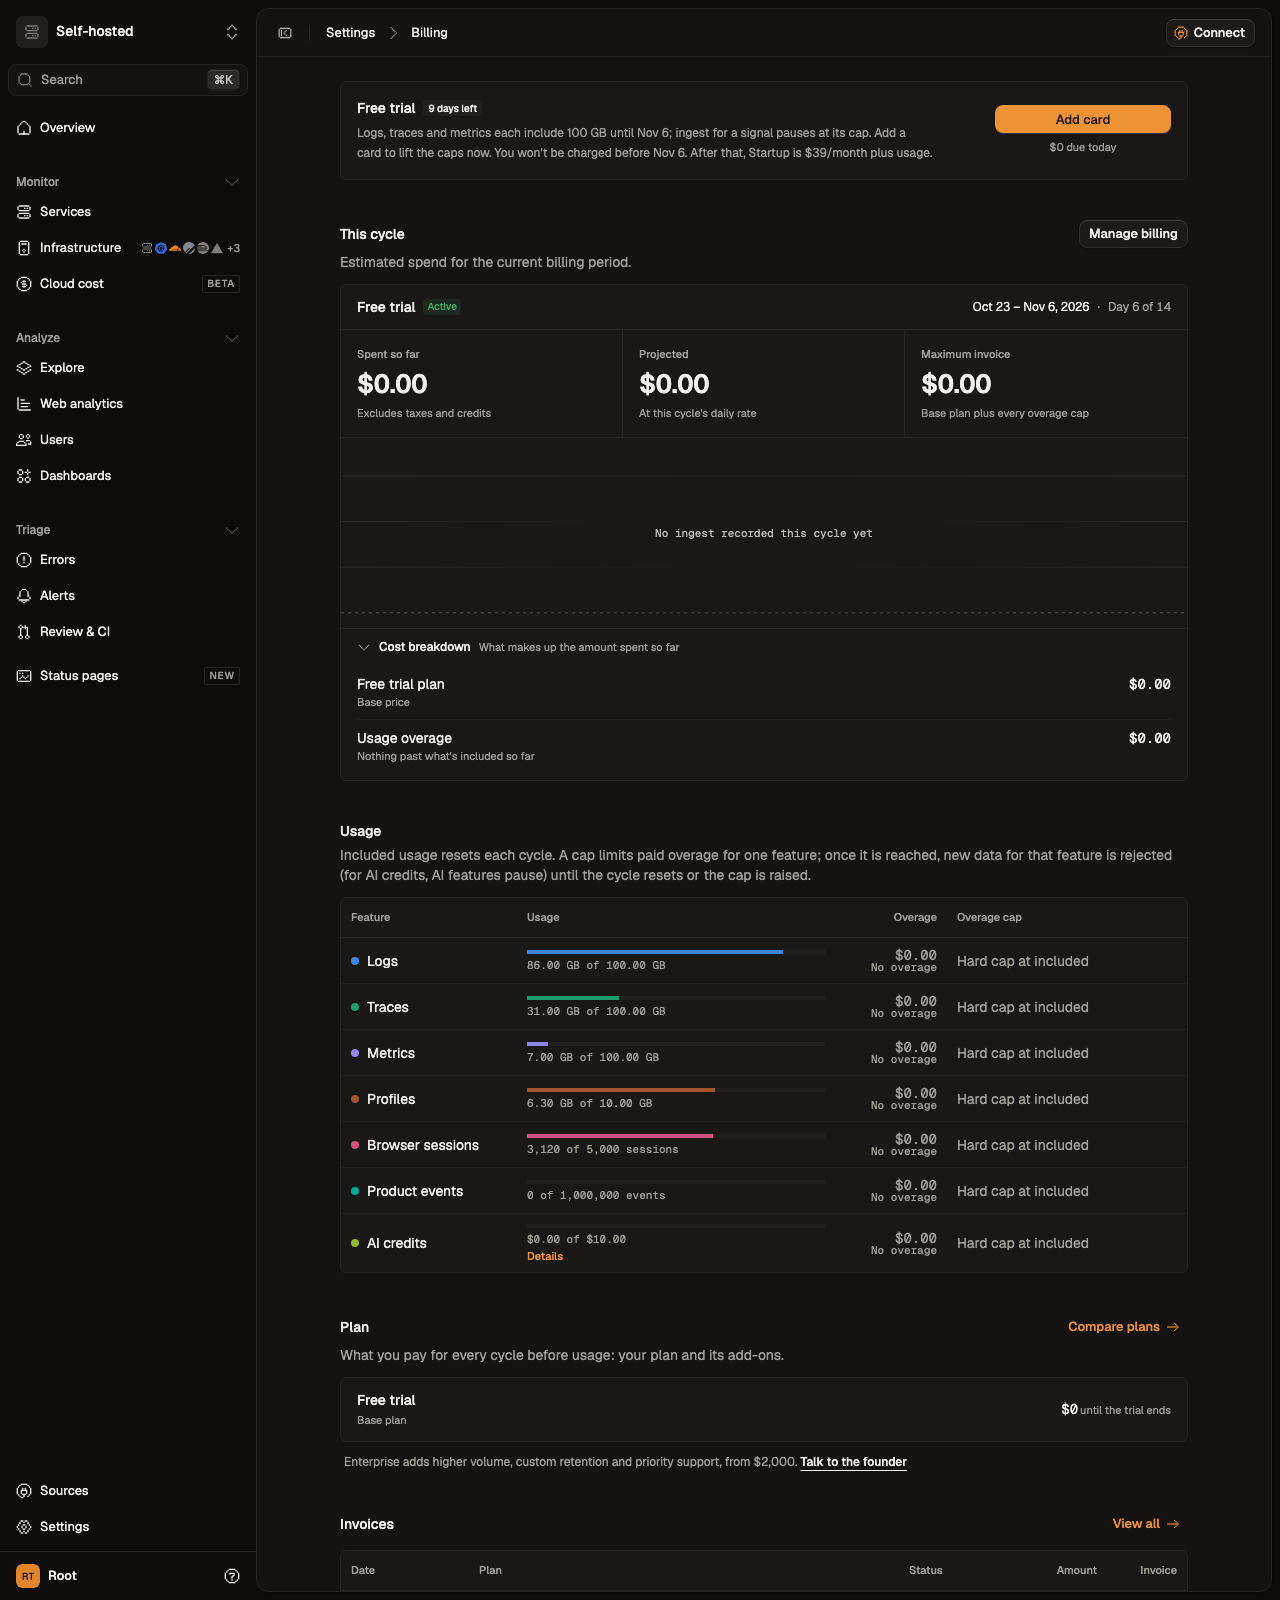 Self-hosted
Search
⌘K
Overview
Monitor
Services
Infrastructure
+3
Cloud cost
BETA
Analyze
Explore
Web analytics
Users
Dashboards
Triage
Errors
Alerts
Review & CI
Status pages
NEW
Sources
Settings
RT
Root
Settings
Billing
Connect
Free trial
9 days left
Logs, traces and metrics each include 100 GB until Nov 6; ingest for a signal pauses at its cap. Add a
card to lift the caps now. You won't be charged before Nov 6. After that, Startup is $39/month plus usage.
Add card
$0 due today
This cycle
Manage billing
Estimated spend for the current billing period.
Free trial
Active
Oct 23 – Nov 6, 2026 · Day 6 of 14
Spent so far
$0.00
Excludes taxes and credits
Projected
$0.00
At this cycle's daily rate
Maximum invoice
$0.00
Base plan plus every overage cap
No ingest recorded this cycle yet
Cost breakdown
What makes up the amount spent so far
Free trial plan
$0.00
Base price
Usage overage
$0.00
Nothing past what's included so far
Usage
Included usage resets each cycle. A cap limits paid overage for one feature; once it is reached, new data for that feature is rejected
(for AI credits, AI features pause) until the cycle resets or the cap is raised.
Feature
Usage
Overage
Overage cap
Logs
86.00 GB of 100.00 GB
$0.00
No overage
Hard cap at included
Traces
31.00 GB of 100.00 GB
$0.00
No overage
Hard cap at included
Metrics
7.00 GB of 100.00 GB
$0.00
No overage
Hard cap at included
Profiles
6.30 GB of 10.00 GB
$0.00
No overage
Hard cap at included
Browser sessions
3,120 of 5,000 sessions
$0.00
No overage
Hard cap at included
Product events
0 of 1,000,000 events
$0.00
No overage
Hard cap at included
AI credits
$0.00 of $10.00
Details
$0.00
No overage
Hard cap at included
Plan
Compare plans
What you pay for every cycle before usage: your plan and its add-ons.
Free trial
Base plan
$0 until the trial ends
Enterprise adds higher volume, custom retention and priority support, from $2,000. Talk to the founder
Invoices
View all
Date
Plan
Status
Amount
Invoice